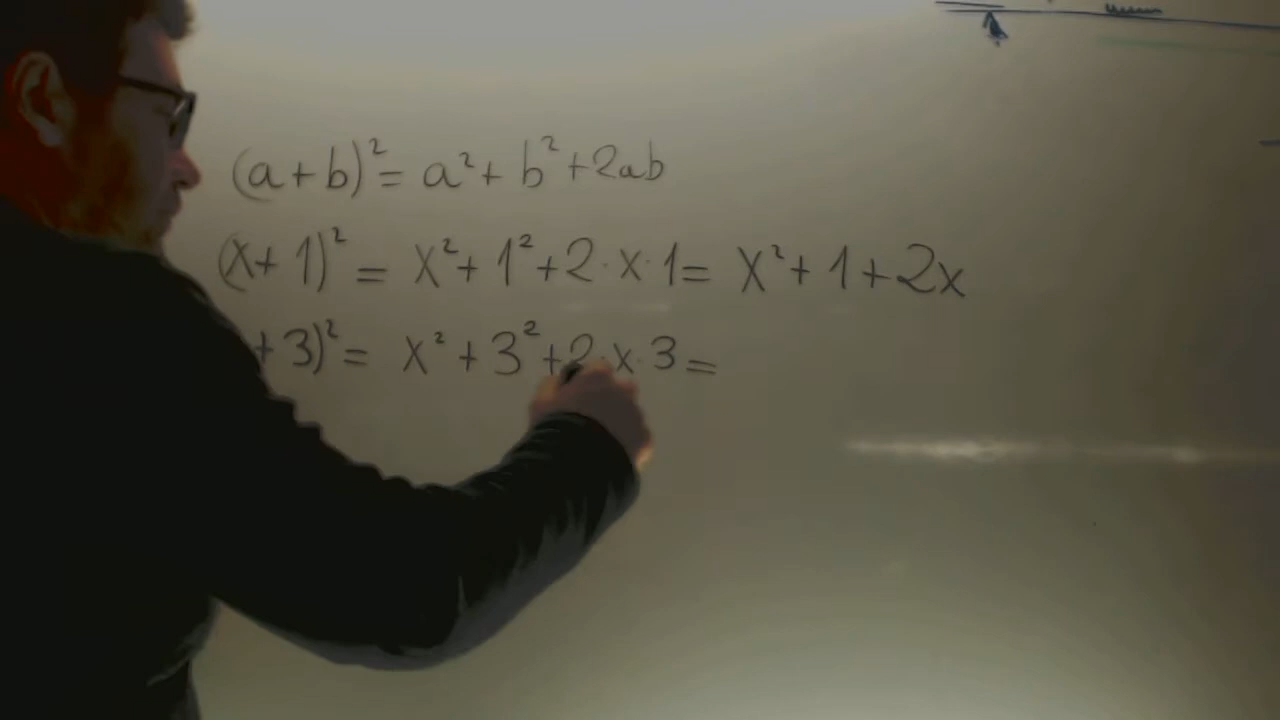 (a+b)² = a² + b² + 2ab
(x+1)² = x² + 1² + 2·x·1 = x² + 1 + 2x
+3)² = x² + 3² + 2·x·3 =